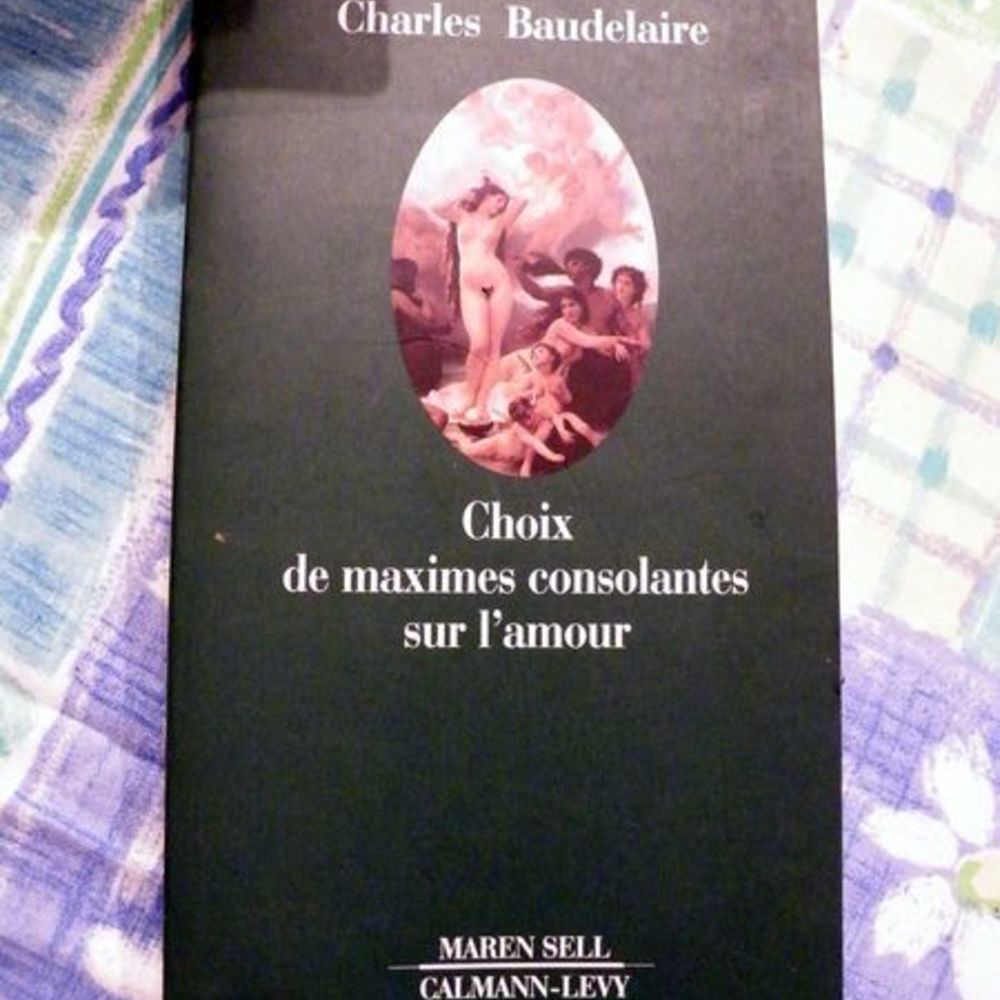 Charles Baudelaire
Choix
de maximes consolantes
sur l'amour
MAREN SELL
CALMANN-LEVY